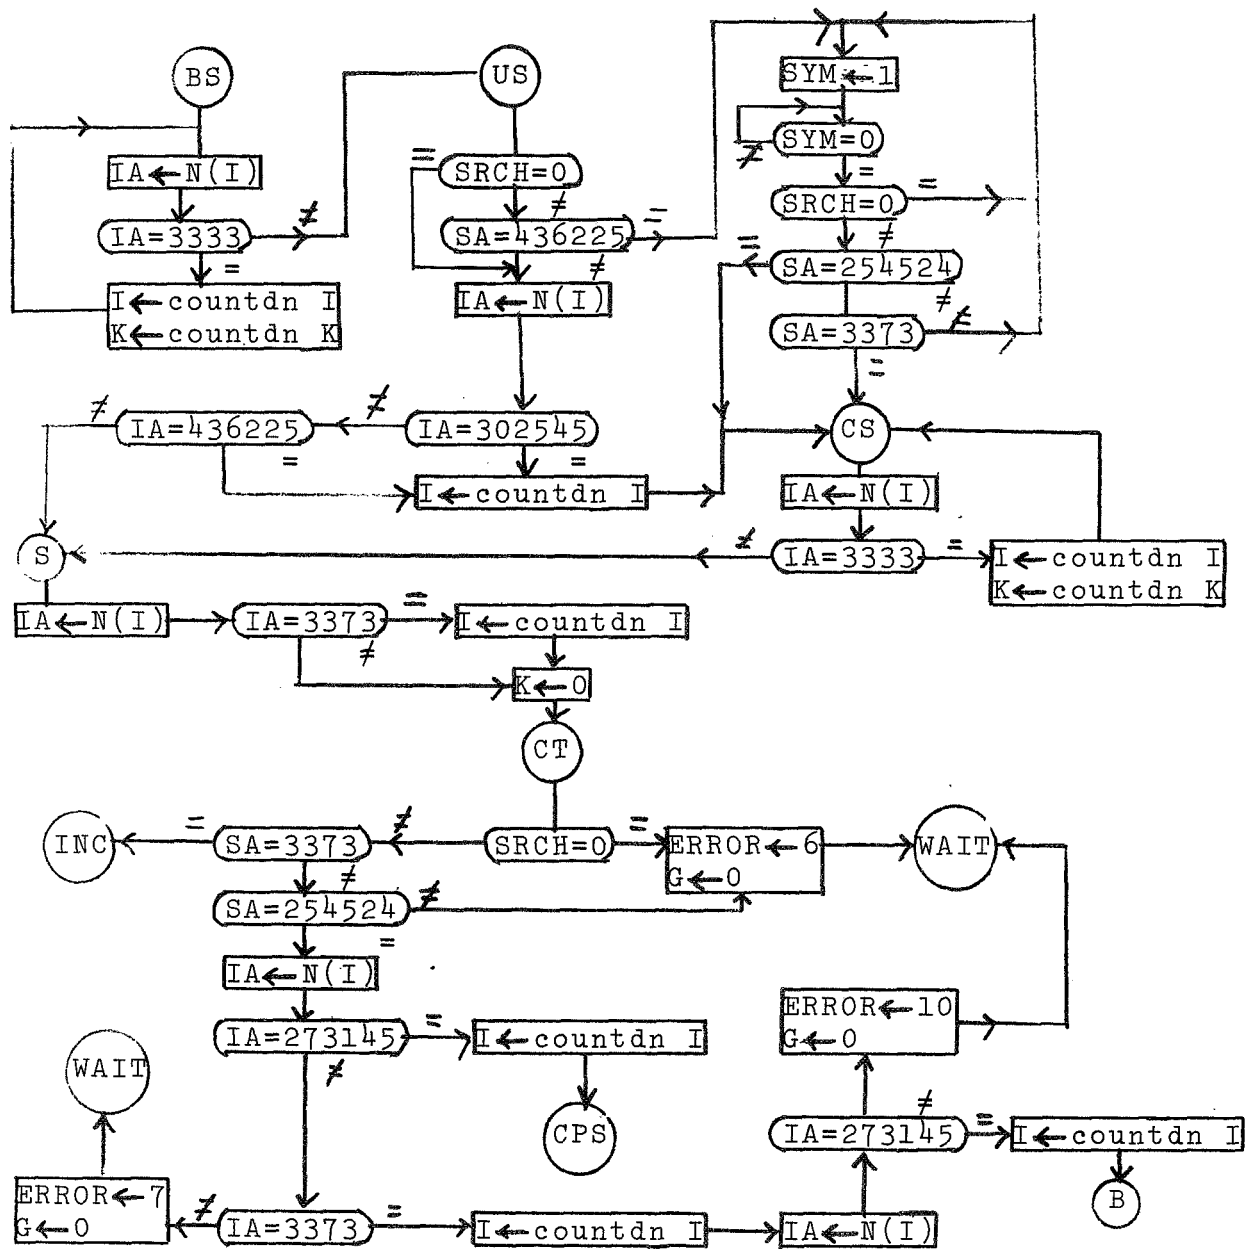 BS
US
SYM←1
SYM=0
≠
=
IA←N(I)
SRCH=0
=
SRCH=0
=
≠
IA=3333
≠
=
SA=436225
=
≠
SA=254524
=
≠
I←countdn I
K←countdn K
IA←N(I)
SA=3373
≠
=
IA=436225
≠
=
IA=302545
≠
=
CS
I←countdn I
IA←N(I)
S
IA=3333
≠
=
I←countdn I
K←countdn K
IA←N(I)
IA=3373
=
≠
I←countdn I
K←0
CT
INC
=
SA=3373
≠
≠
SRCH=0
=
ERROR←6
G←0
WAIT
SA=254524
≠
=
IA←N(I)
IA=273145
=
≠
I←countdn I
ERROR←10
G←0
WAIT
CPS
IA=273145
≠
=
I←countdn I
B
ERROR←7
G←0
≠
IA=3373
=
I←countdn I
IA←N(I)